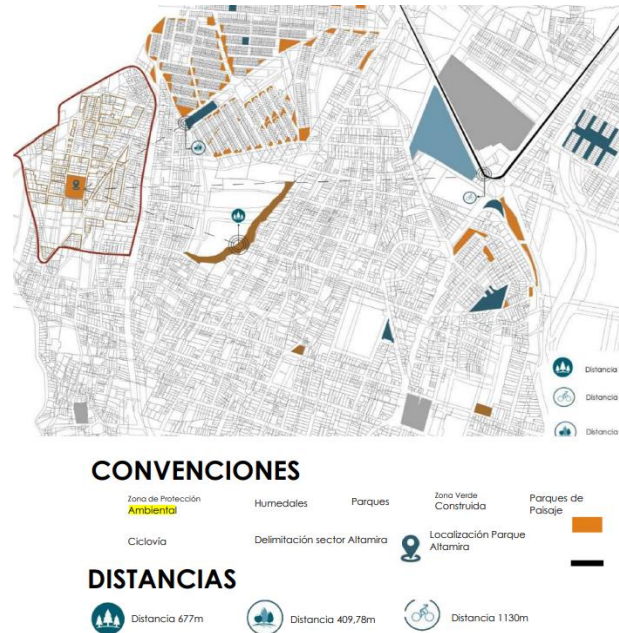 Distancia
Distancia
Distancia
CONVENCIONES
Zona de Protección
Ambiental
Humedales
Parques
Zona Verde
Construida
Parques de
Paisaje
Ciclovía
Delimitación sector Altamira
Localización Parque
Altamira
DISTANCIAS
Distancia 677m
Distancia 409,78m
Distancia 1130m